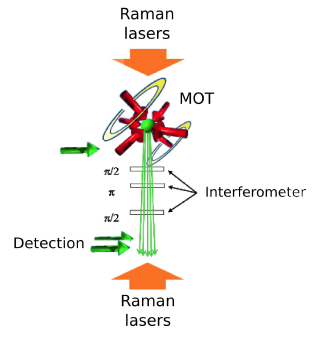 Raman
lasers
MOT
π/2
π
Interferometer
π/2
Detection
Raman
lasers